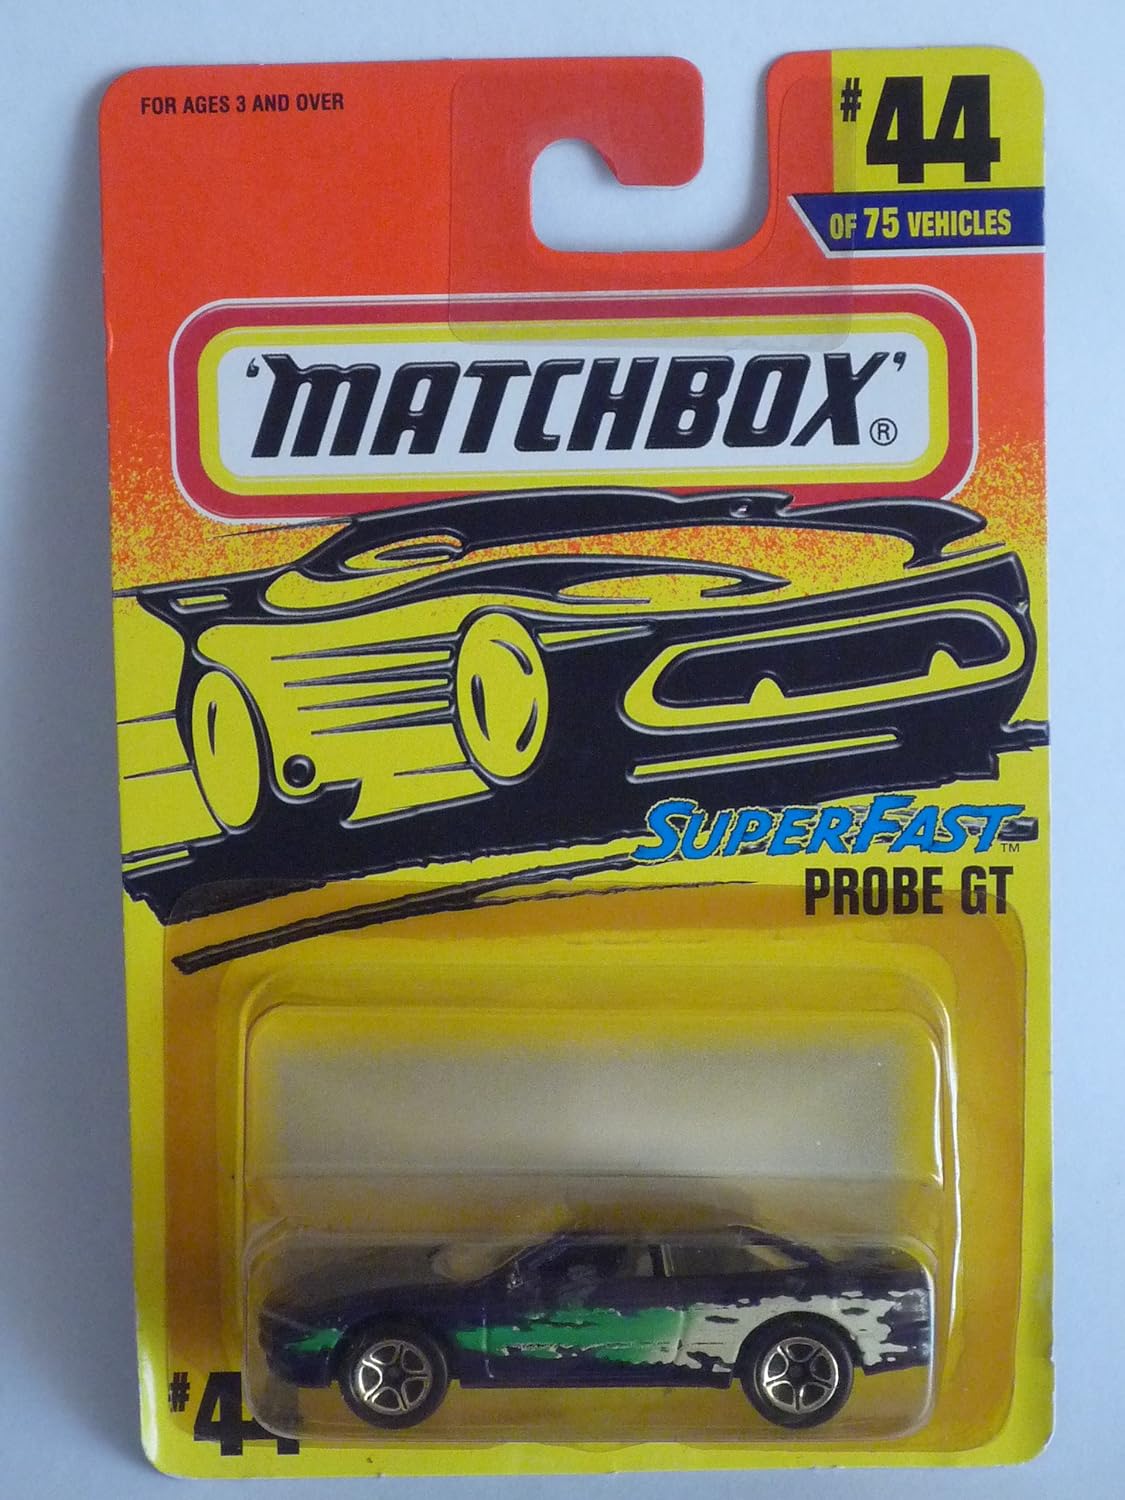 FOR AGES 3 AND OVER
#44
OF 75 VEHICLES
'MATCHBOX'®
SUPERFAST™
PROBE GT
#44